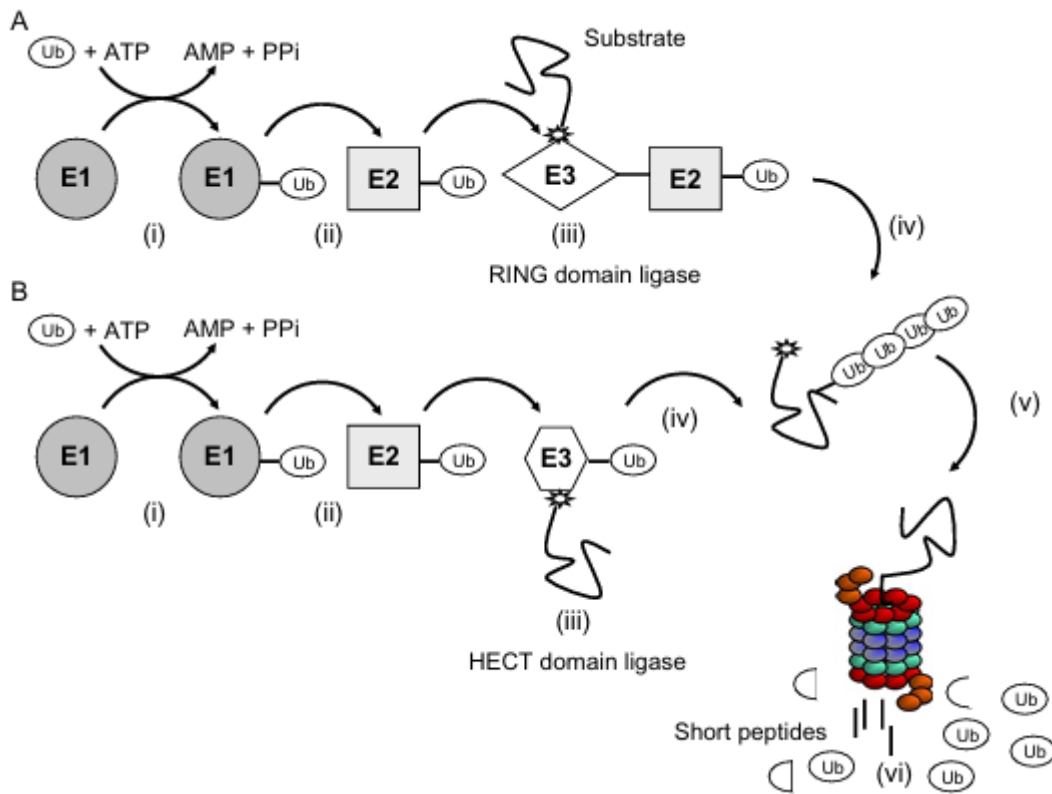 A
Substrate
Ub + ATP AMP + PPi
E1 E1 Ub E2 Ub E3 E2 Ub
(i) (ii) (iii) (iv)
RING domain ligase
B
Ub + ATP AMP + PPi
Ub Ub Ub Ub
(iv) (v)
E1 E1 Ub E2 Ub E3 Ub
(i) (ii)
(iii)
HECT domain ligase
Ub
Short peptides Ub Ub
Ub (vi) Ub